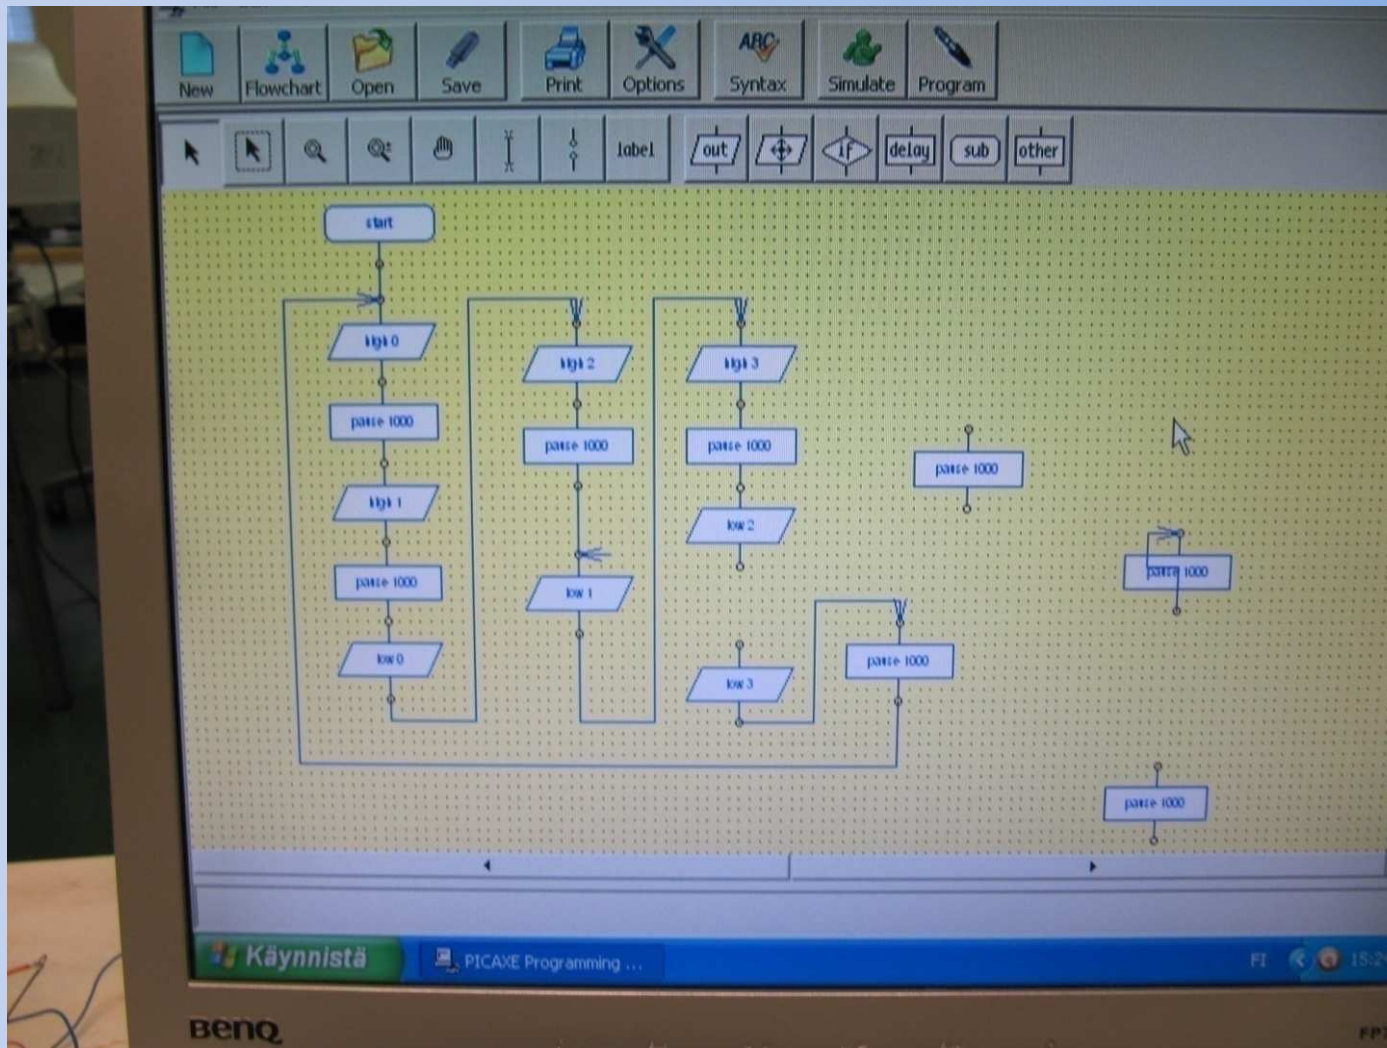 New Flowchart Open Save Print Options Syntax Simulate Program
label out if delay sub other
start
high 0
pause 1000
high 1
pause 1000
low 0
high 2
pause 1000
low 1
high 3
pause 1000
low 2
low 3
pause 1000
pause 1000
pause 1000
pause 1000
Käynnistä PICAXE Programming ... FI
BenQ